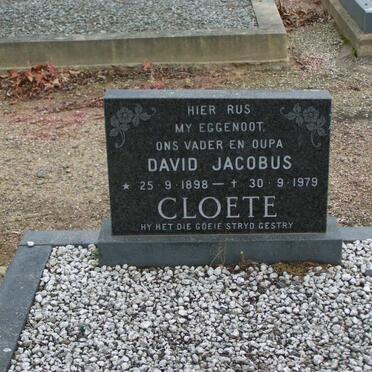 HIER RUS
MY EGGENOOT,
ONS VADER EN OUPA
DAVID JACOBUS
★ 25·9·1898 — ✝ 30·9·1979
CLOETE
HY HET DIE GOEIE STRYD GESTRY